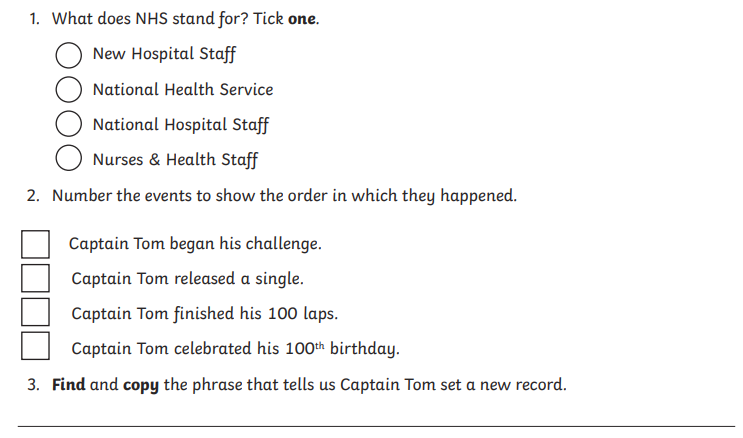 1. What does NHS stand for? Tick one.
New Hospital Staff
National Health Service
National Hospital Staff
Nurses & Health Staff
2. Number the events to show the order in which they happened.
Captain Tom began his challenge.
Captain Tom released a single.
Captain Tom finished his 100 laps.
Captain Tom celebrated his 100th birthday.
3. Find and copy the phrase that tells us Captain Tom set a new record.